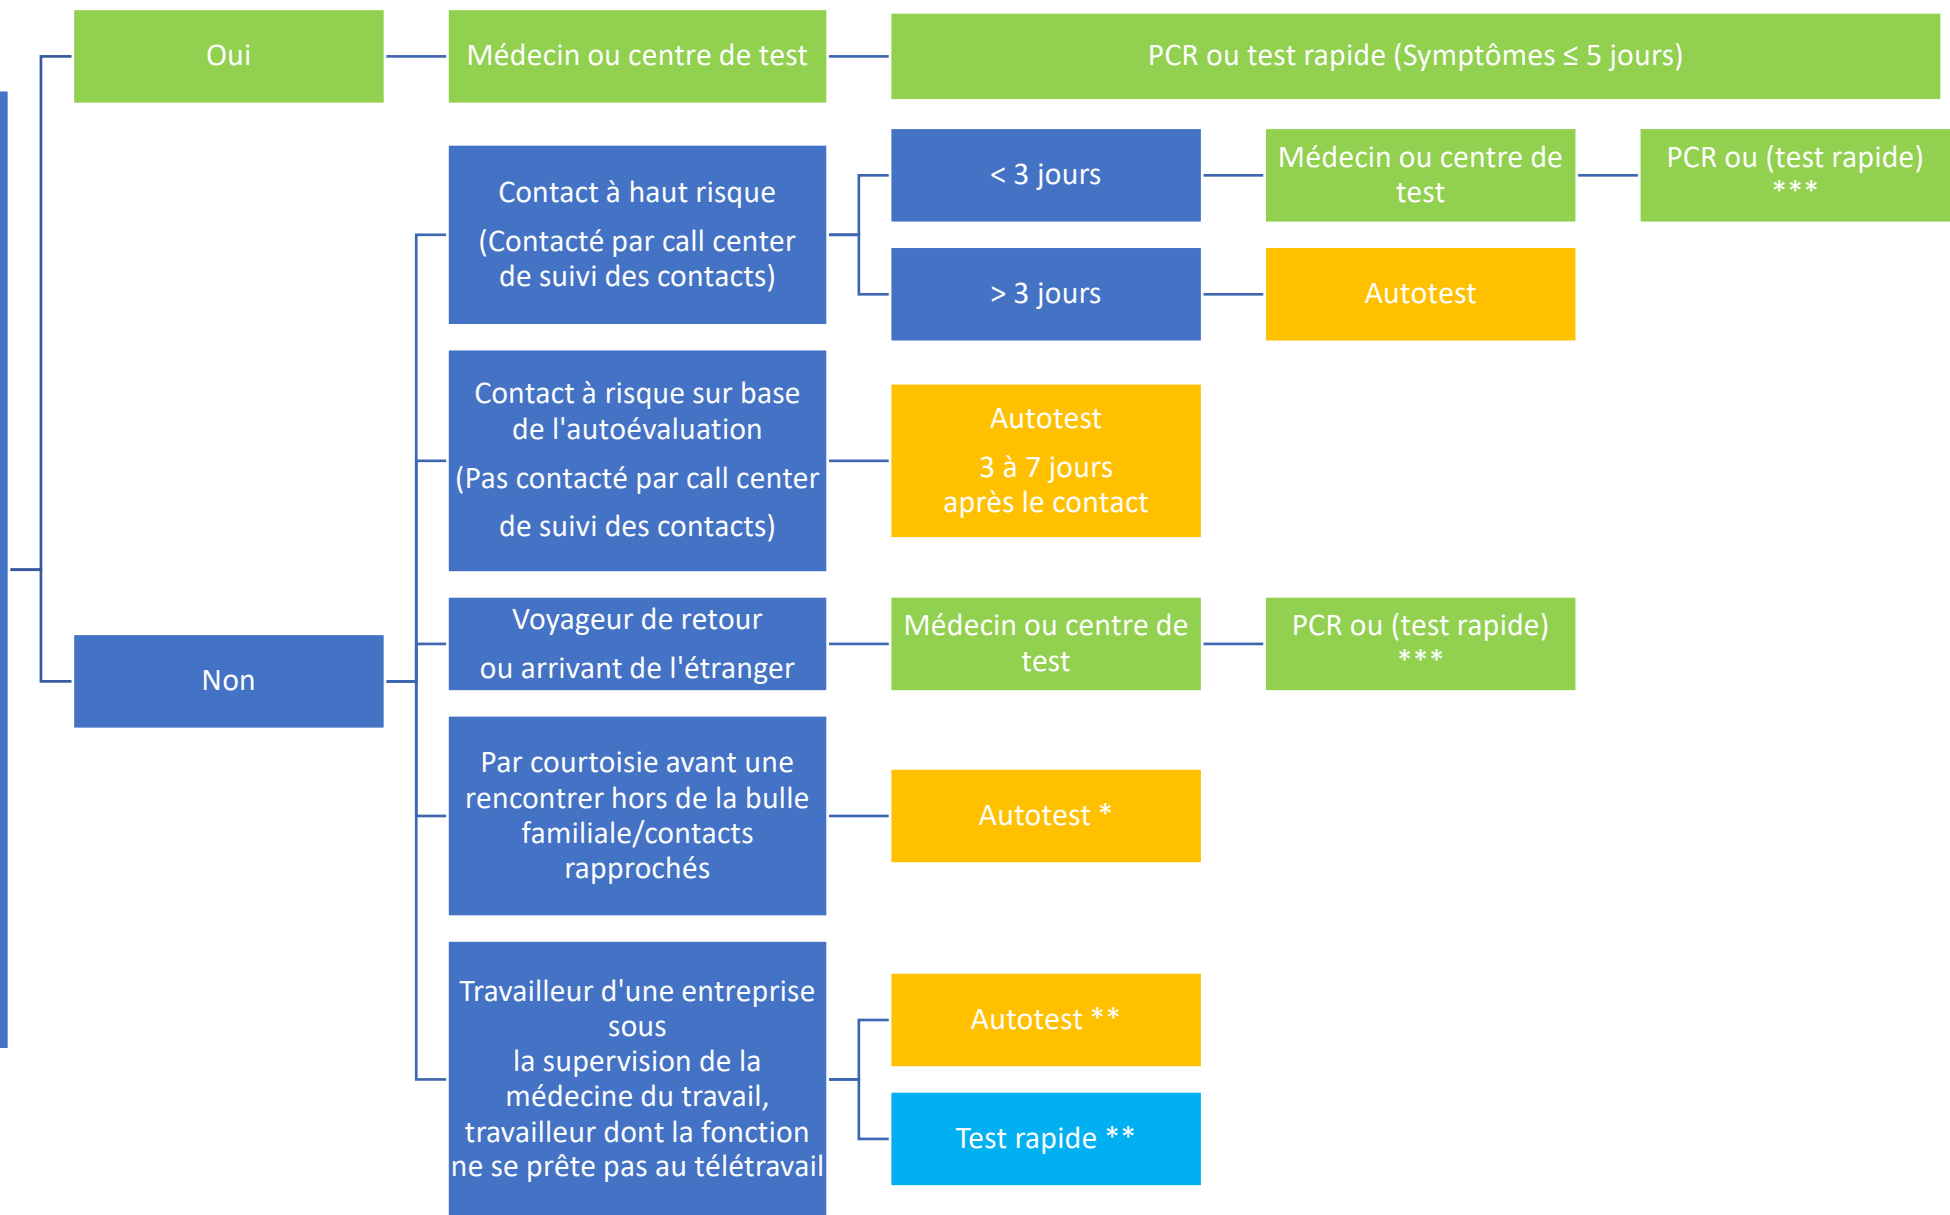 Oui
Médecin ou centre de test
PCR ou test rapide (Symptômes ≤ 5 jours)
Non
Contact à haut risque
(Contacté par call center
de suivi des contacts)
< 3 jours
Médecin ou centre de
test
PCR ou (test rapide)
***
> 3 jours
Autotest
Contact à risque sur base
de l'autoévaluation
(Pas contacté par call center
de suivi des contacts)
Autotest
3 à 7 jours
après le contact
Voyageur de retour
ou arrivant de l'étranger
Médecin ou centre de
test
PCR ou (test rapide)
***
Par courtoisie avant une
rencontrer hors de la bulle
familiale/contacts
rapprochés
Autotest *
Travailleur d'une entreprise
sous
la supervision de la
médecine du travail,
travailleur dont la fonction
ne se prête pas au télétravail
Autotest **
Test rapide **